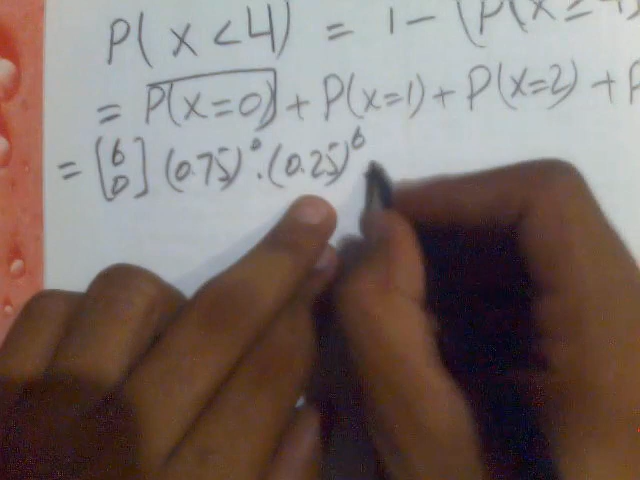 P( x < 4) = 1 - (P(x ≥ 4)
= P(x=0) + P(x=1) + P(x=2) + P
= [6 0] (0.75)^0 . (0.25)^6